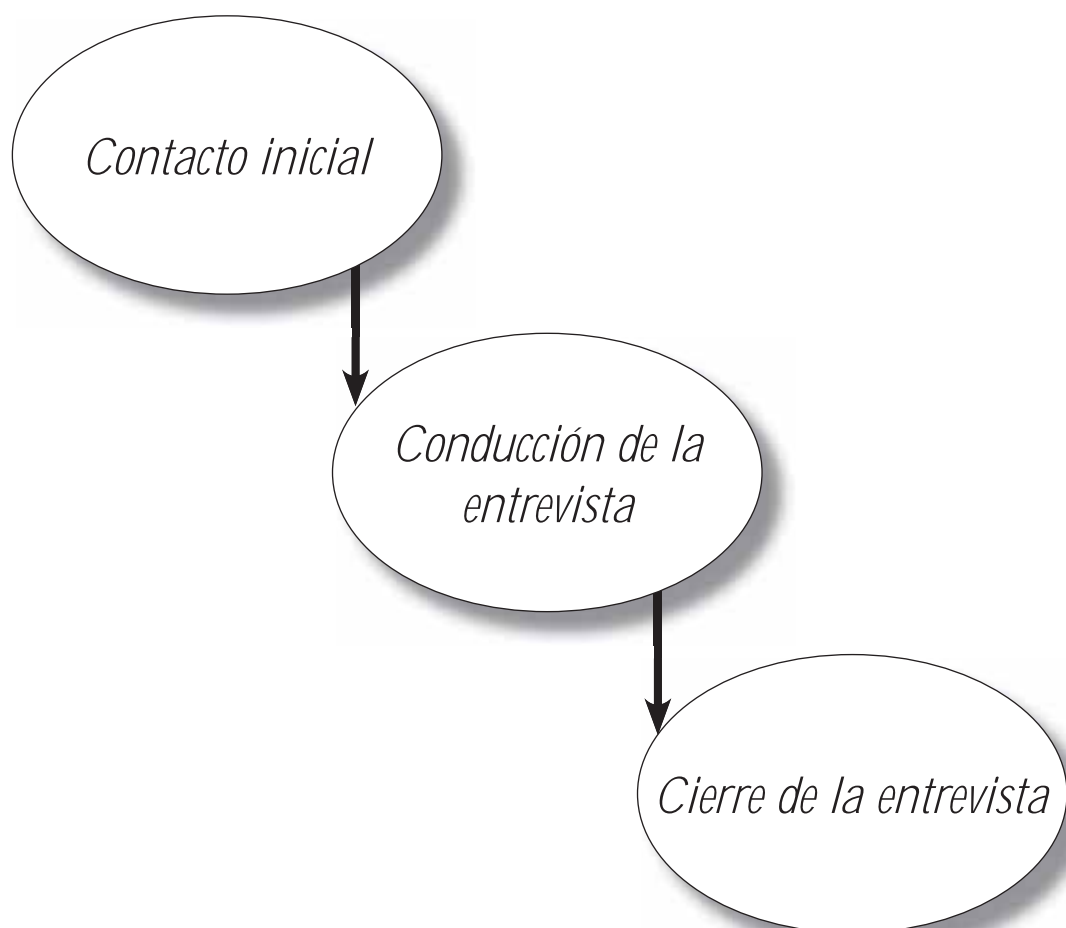 Contacto inicial
Conducción de la
entrevista
Cierre de la entrevista